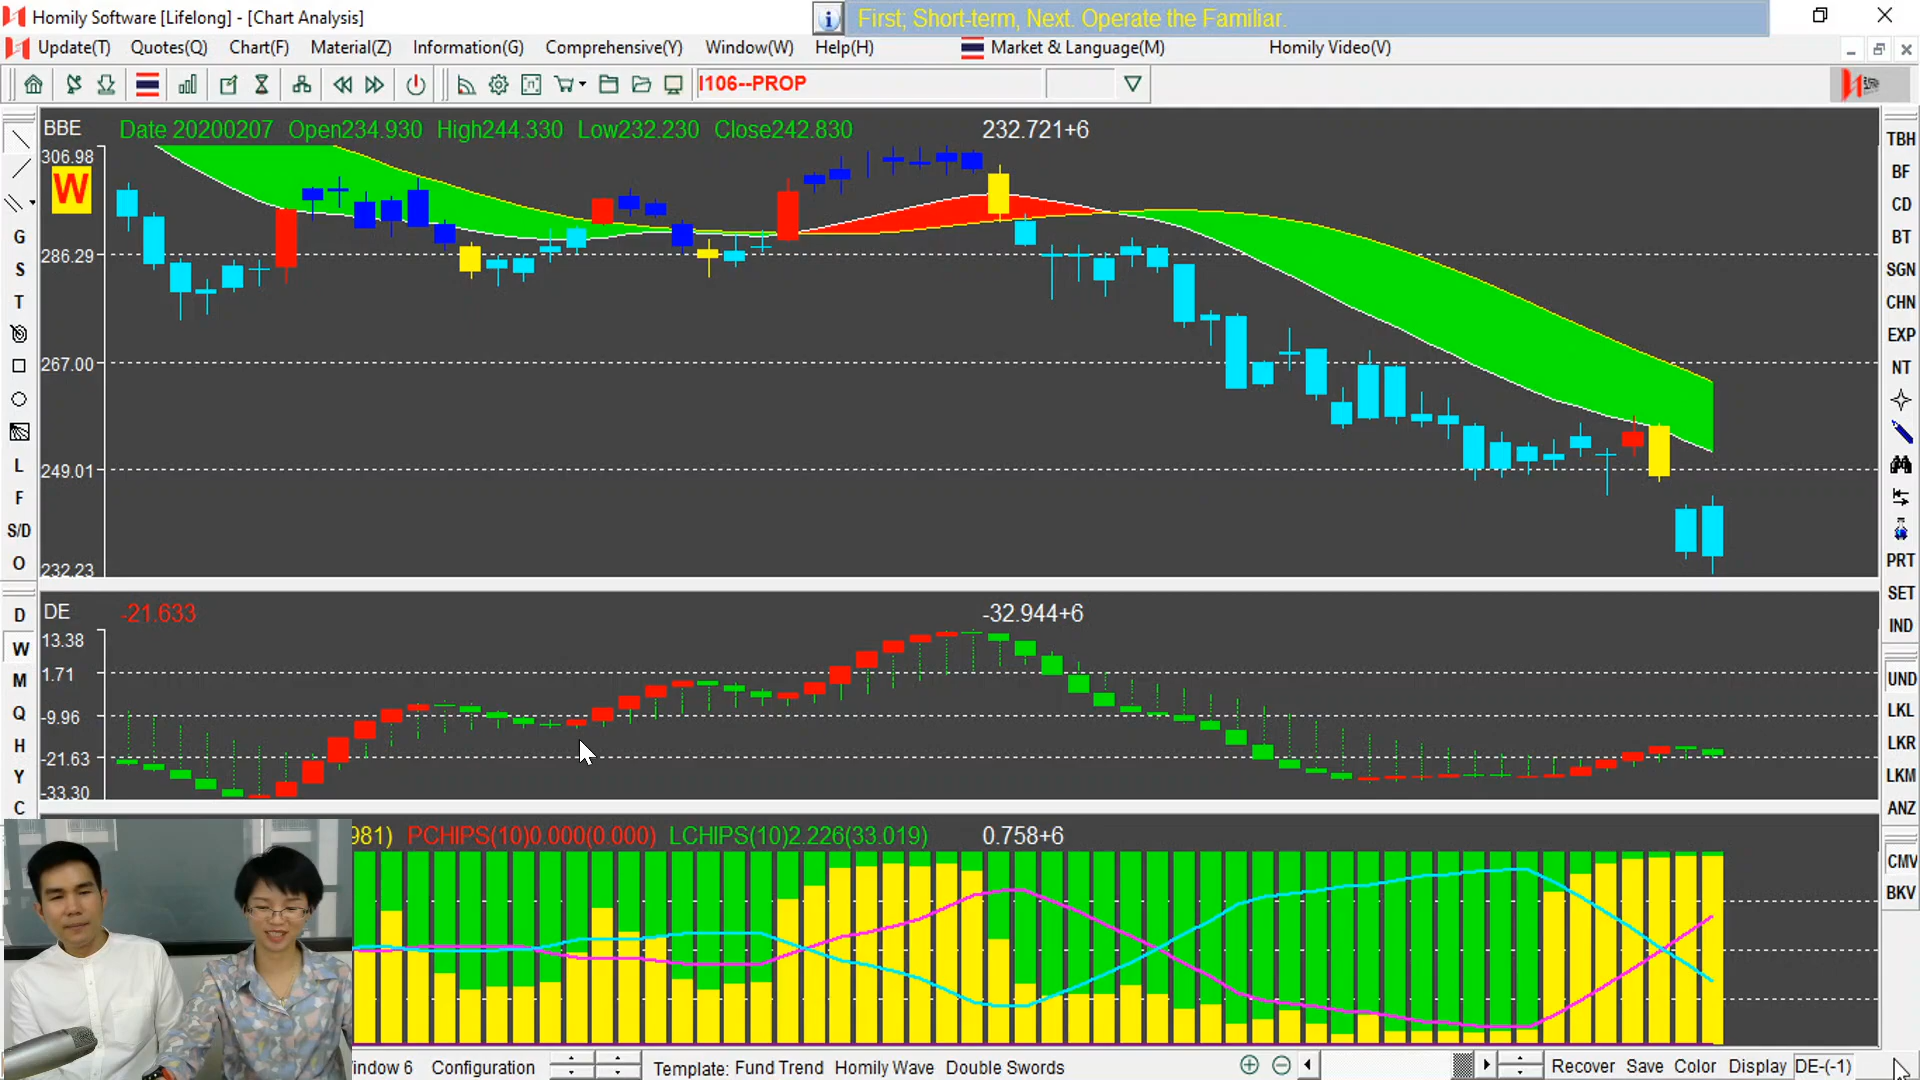 Homily Software [Lifelong] - [Chart Analysis]
First; Short-term, Next. Operate the Familiar.
Update(T) Quotes(Q) Chart(F) Material(Z) Information(G) Comprehensive(Y) Window(W) Help(H) Market & Language(M) Homily Video(V)
I106--PROP
BBE Date 20200207 Open234.930 High244.330 Low232.230 Close242.830 232.721+6
306.98
W
286.29
267.00
249.01
232.23
G
S
T
L
F
S/D
O
D
W
M
Q
H
Y
C
DE -21.633 -32.944+6
13.38
1.71
-9.96
-21.63
-33.30
981) PCHIPS(10)0.000(0.000) LCHIPS(10)2.226(33.019) 0.758+6
TBH
BF
CD
BT
SGN
CHN
EXP
NT
PRT
SET
IND
UND
LKL
LKR
LKM
ANZ
CMV
BKV
indow 6 Configuration Template: Fund Trend Homily Wave Double Swords Recover Save Color Display DE-(-1)